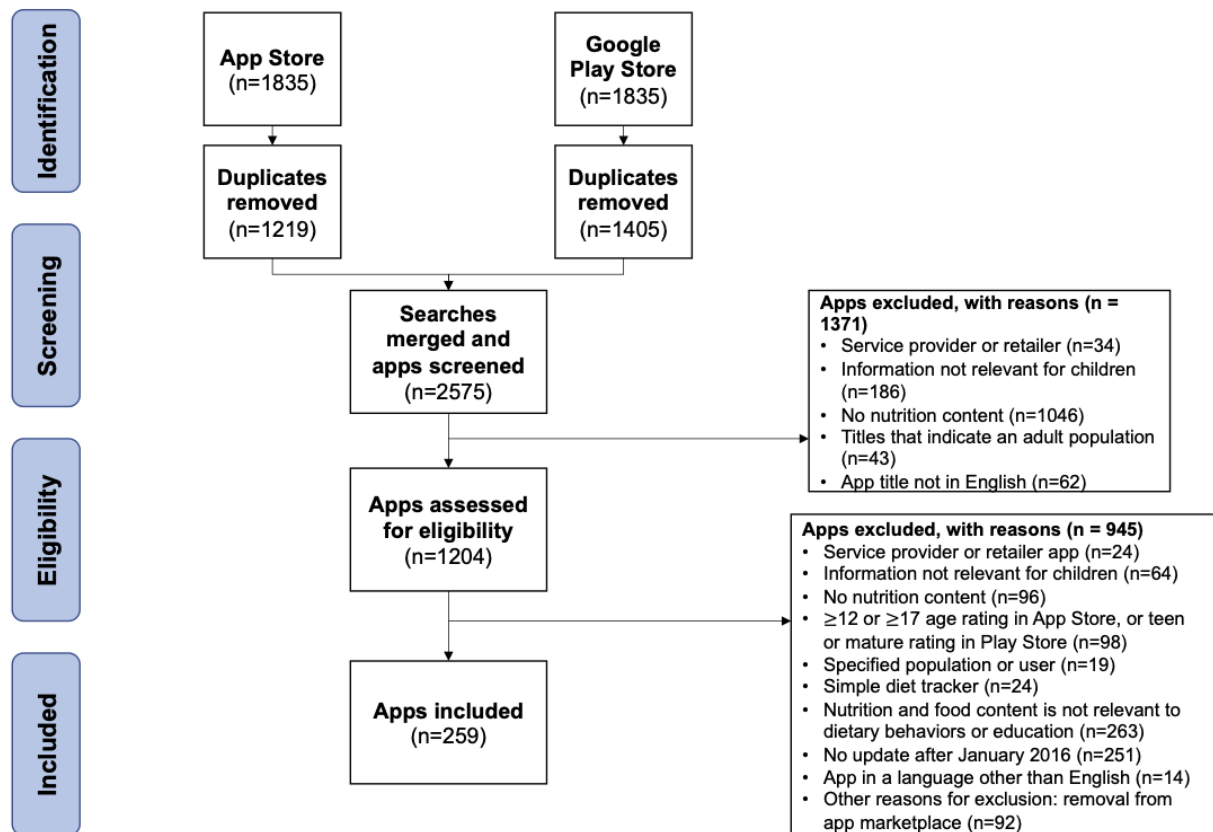 Identification
App Store
(n=1835)
Google
Play Store
(n=1835)
Duplicates
removed
(n=1219)
Duplicates
removed
(n=1405)
Screening
Searches
merged and
apps screened
(n=2575)
Apps excluded, with reasons (n =
1371)
• Service provider or retailer (n=34)
• Information not relevant for children
(n=186)
• No nutrition content (n=1046)
• Titles that indicate an adult population
(n=43)
• App title not in English (n=62)
Eligibility
Apps assessed
for eligibility
(n=1204)
Apps excluded, with reasons (n = 945)
• Service provider or retailer app (n=24)
• Information not relevant for children (n=64)
• No nutrition content (n=96)
• ≥12 or ≥17 age rating in App Store, or teen
or mature rating in Play Store (n=98)
• Specified population or user (n=19)
• Simple diet tracker (n=24)
• Nutrition and food content is not relevant to
dietary behaviors or education (n=263)
• No update after January 2016 (n=251)
• App in a language other than English (n=14)
• Other reasons for exclusion: removal from
app marketplace (n=92)
Included
Apps included
(n=259)